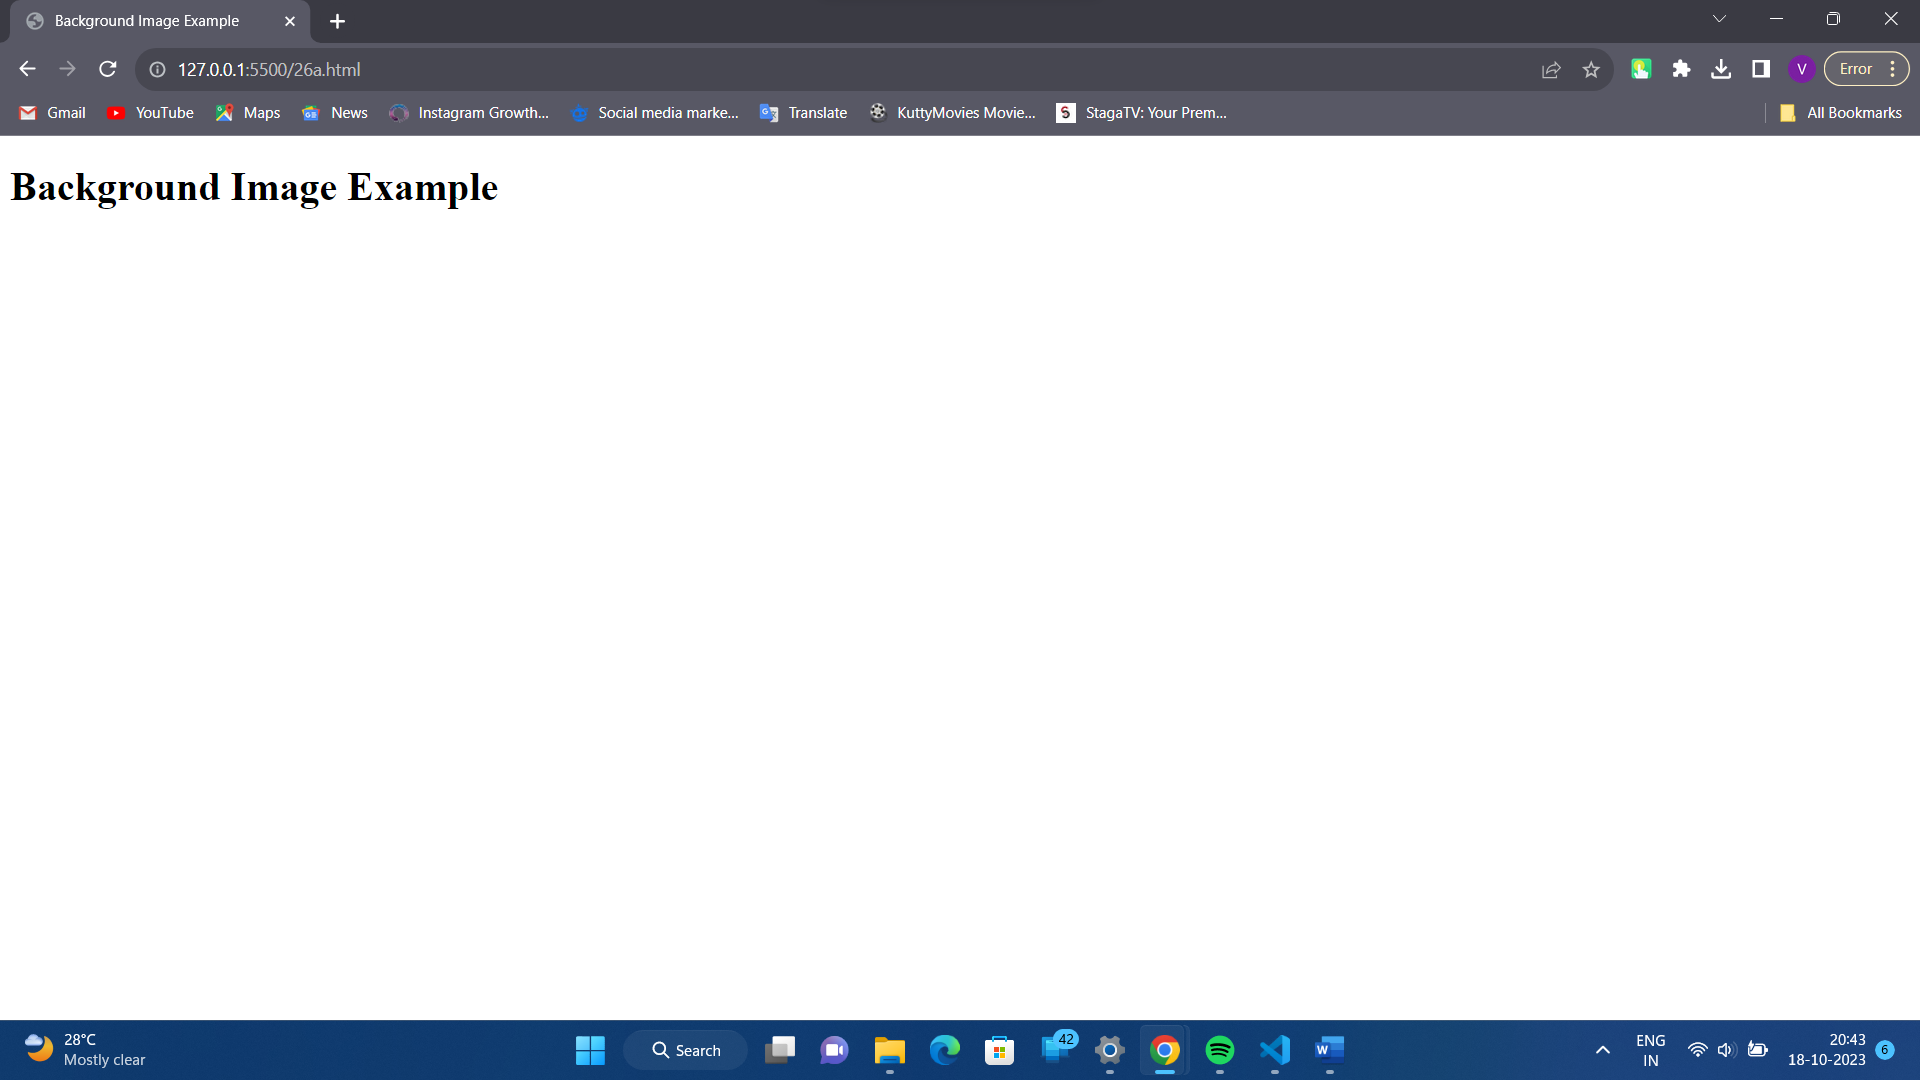 Background Image Example
127.0.0.1:5500/26a.html
V
Error
Gmail
YouTube
Maps
News
Instagram Growth...
Social media marke...
Translate
KuttyMovies Movie...
StagaTV: Your Prem...
All Bookmarks
Background Image Example
28°C
Mostly clear
Search
42
ENG
IN
20:43
18-10-2023
6